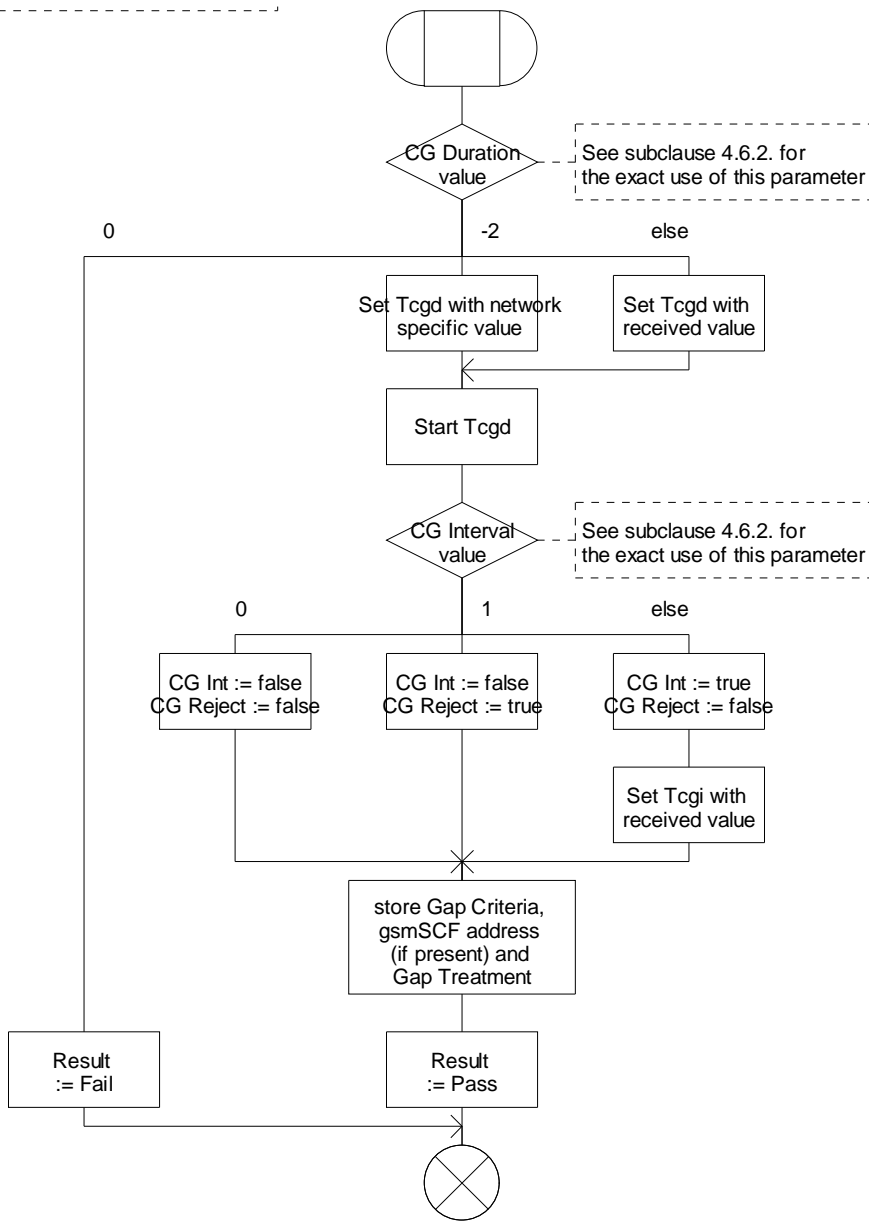 CG Duration
value
See subclause 4.6.2. for
the exact use of this parameter
0
-2
else
Set Tcgd with network
specific value
Set Tcgd with
received value
Start Tcgd
CG Interval
value
See subclause 4.6.2. for
the exact use of this parameter
0
1
else
CG Int := false
CG Reject := false
CG Int := false
CG Reject := true
CG Int := true
CG Reject := false
Set Tcgi with
received value
store Gap Criteria,
gsmSCF address
(if present) and
Gap Treatment
Result
:= Fail
Result
:= Pass